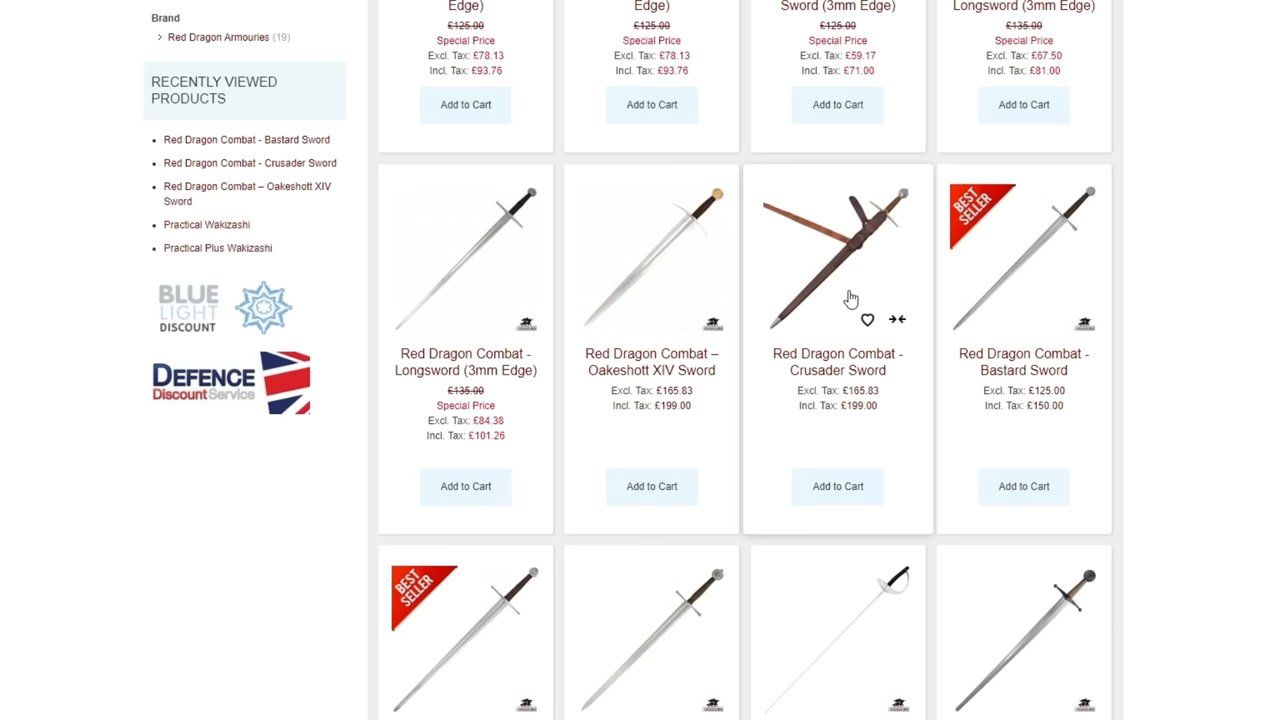 Brand
Red Dragon Armouries (19)
RECENTLY VIEWED
PRODUCTS
Red Dragon Combat - Bastard Sword
Red Dragon Combat - Crusader Sword
Red Dragon Combat – Oakeshott XIV
Sword
Practical Wakizashi
Practical Plus Wakizashi
BLUE
LIGHT
DISCOUNT
DEFENCE
Discount Service
Edge)
£125.00
Special Price
Excl. Tax: £78.13
Incl. Tax: £93.76
Add to Cart
Edge)
£125.00
Special Price
Excl. Tax: £78.13
Incl. Tax: £93.76
Add to Cart
Sword (3mm Edge)
£125.00
Special Price
Excl. Tax: £59.17
Incl. Tax: £71.00
Add to Cart
Longsword (3mm Edge)
£135.00
Special Price
Excl. Tax: £67.50
Incl. Tax: £81.00
Add to Cart
Red Dragon Combat -
Longsword (3mm Edge)
£135.00
Special Price
Excl. Tax: £84.38
Incl. Tax: £101.26
Add to Cart
Red Dragon Combat –
Oakeshott XIV Sword
Excl. Tax: £165.83
Incl. Tax: £199.00
Add to Cart
Red Dragon Combat -
Crusader Sword
Excl. Tax: £165.83
Incl. Tax: £199.00
Add to Cart
BEST
SELLER
Red Dragon Combat -
Bastard Sword
Excl. Tax: £125.00
Incl. Tax: £150.00
Add to Cart
BEST
SELLER